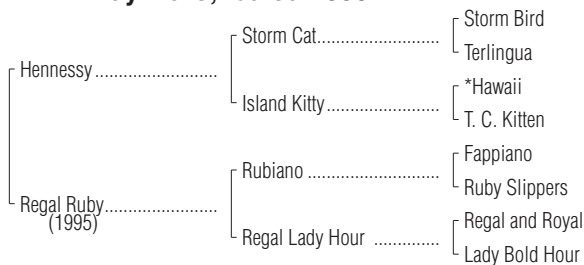 Storm Bird
Storm Cat
Terlingua
Hennessy
*Hawaii
Island Kitty
T. C. Kitten
Fappiano
Rubiano
Ruby Slippers
Regal Ruby
(1995)
Regal and Royal
Regal Lady Hour
Lady Bold Hour